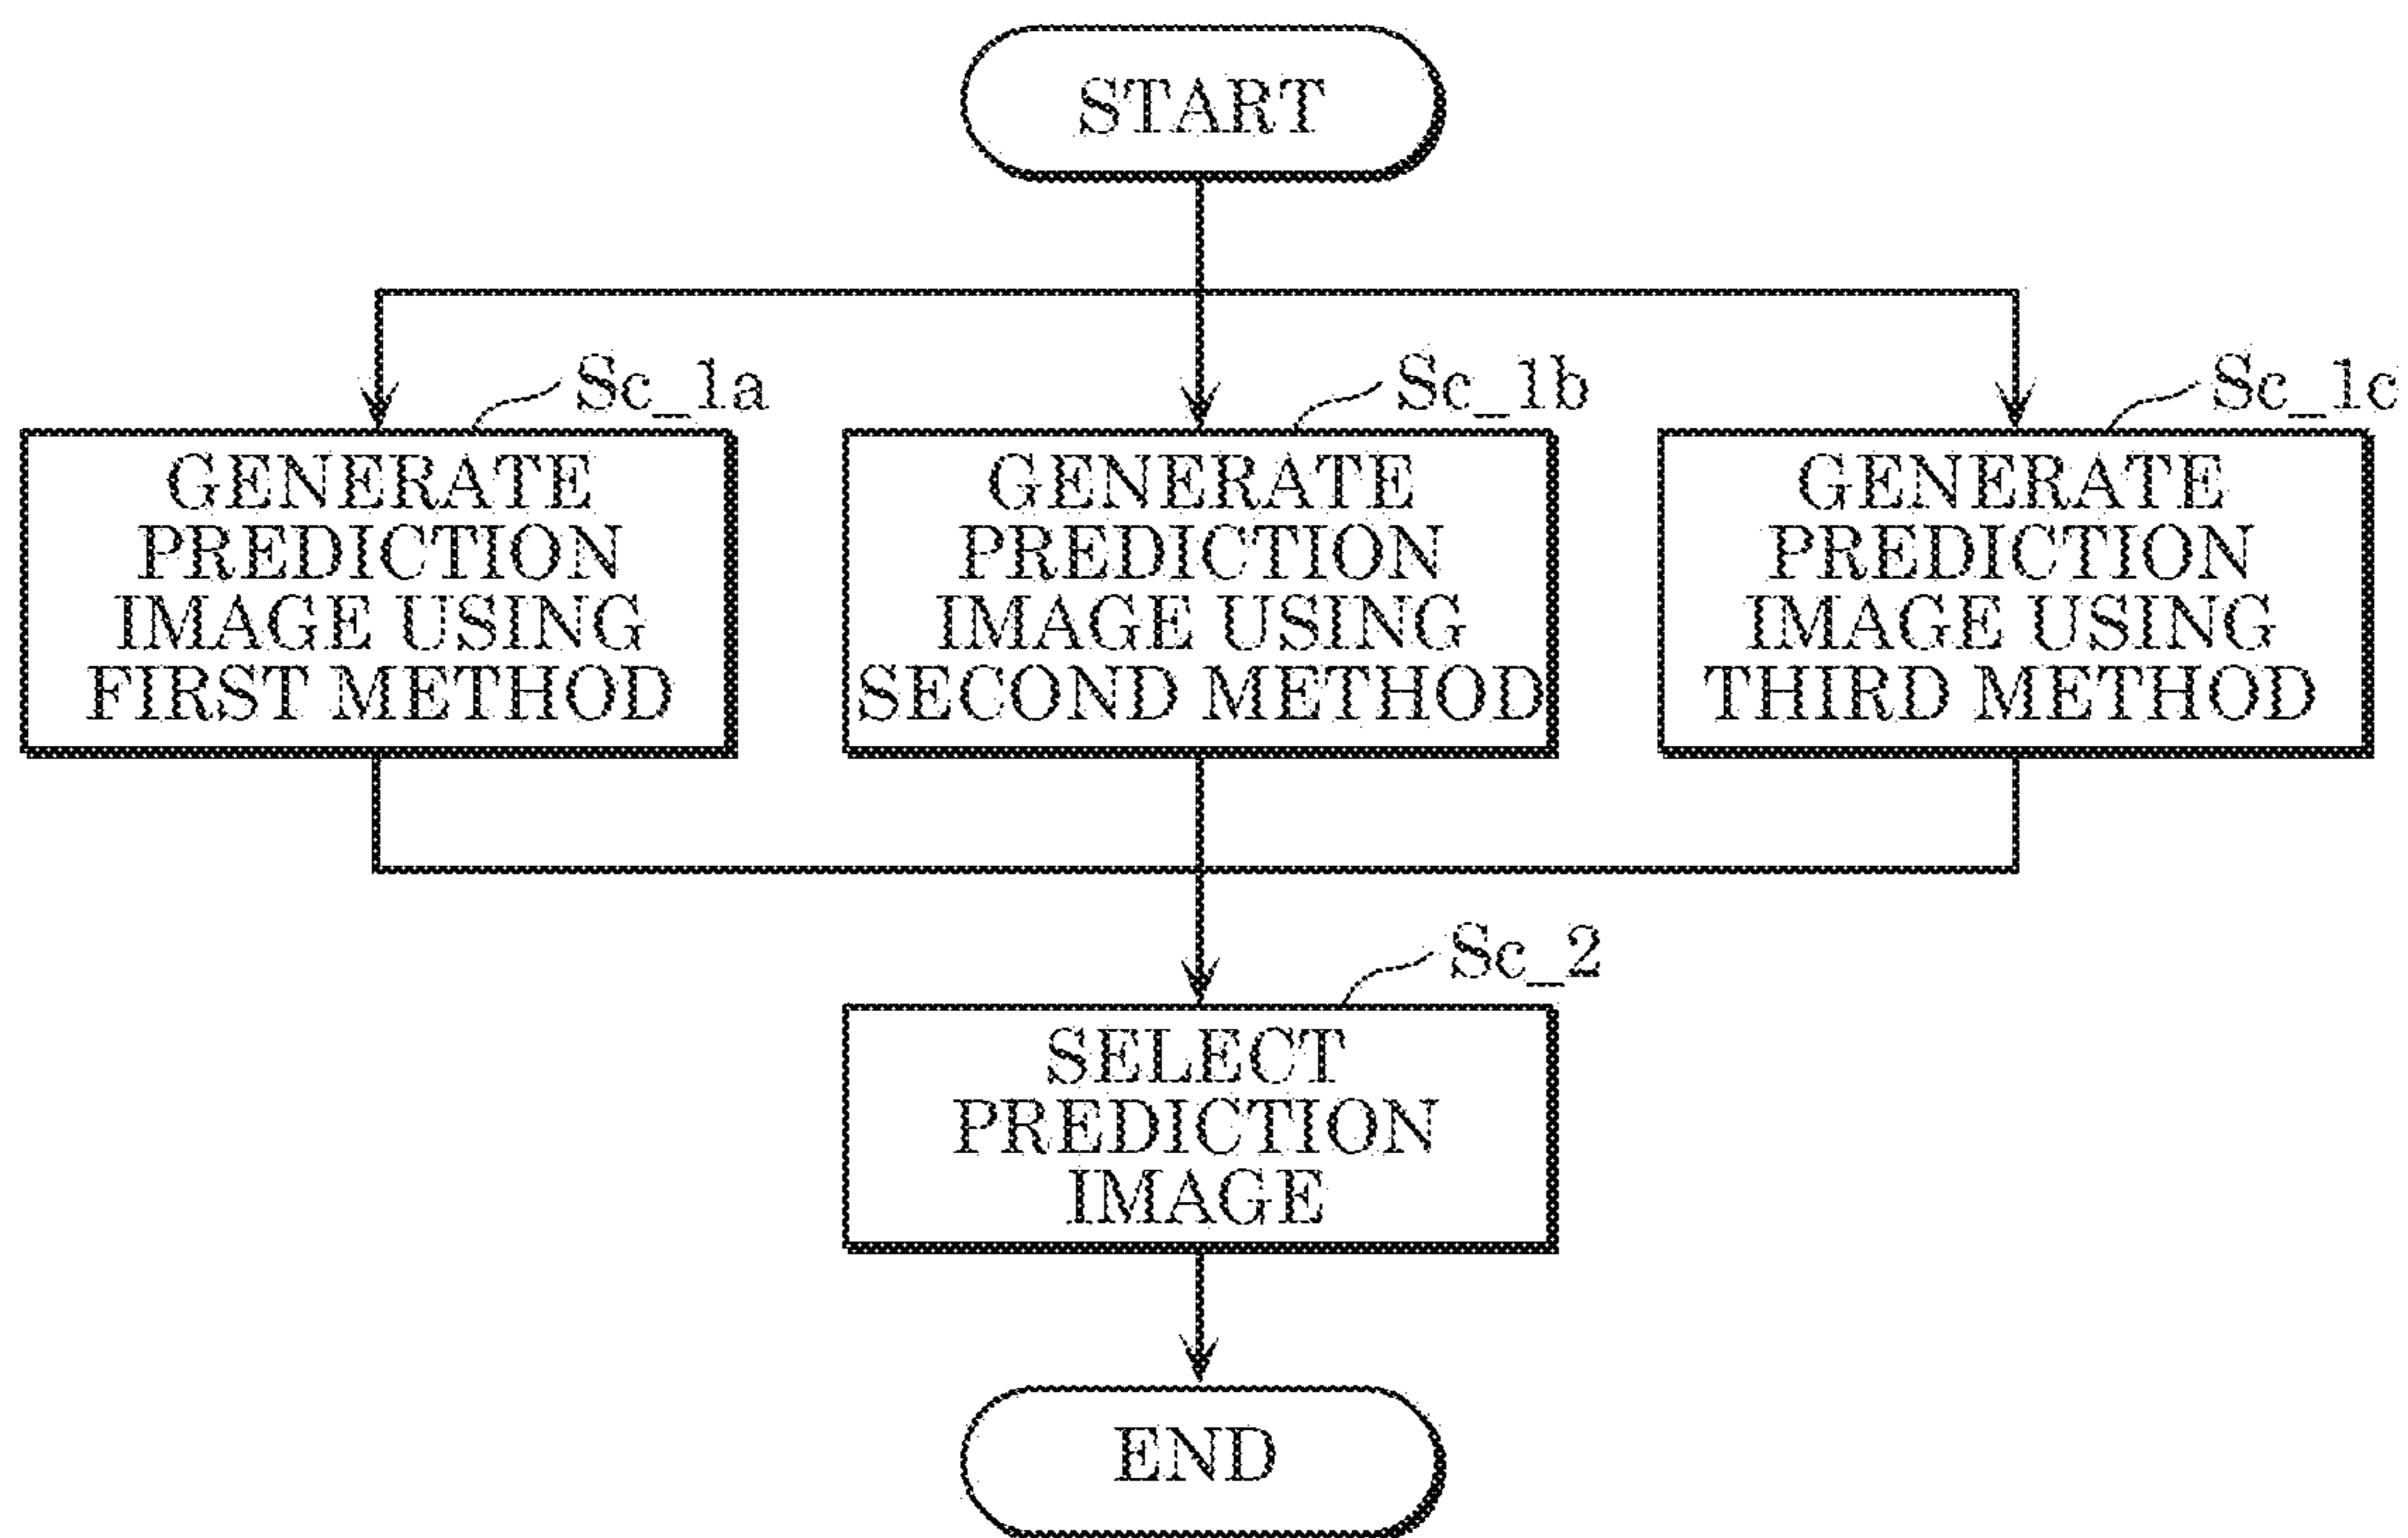 START
Sc_1a
GENERATE
PREDICTION
IMAGE USING
FIRST METHOD
Sc_1b
GENERATE
PREDICTION
IMAGE USING
SECOND METHOD
Sc_1c
GENERATE
PREDICTION
IMAGE USING
THIRD METHOD
Sc_2
SELECT
PREDICTION
IMAGE
END